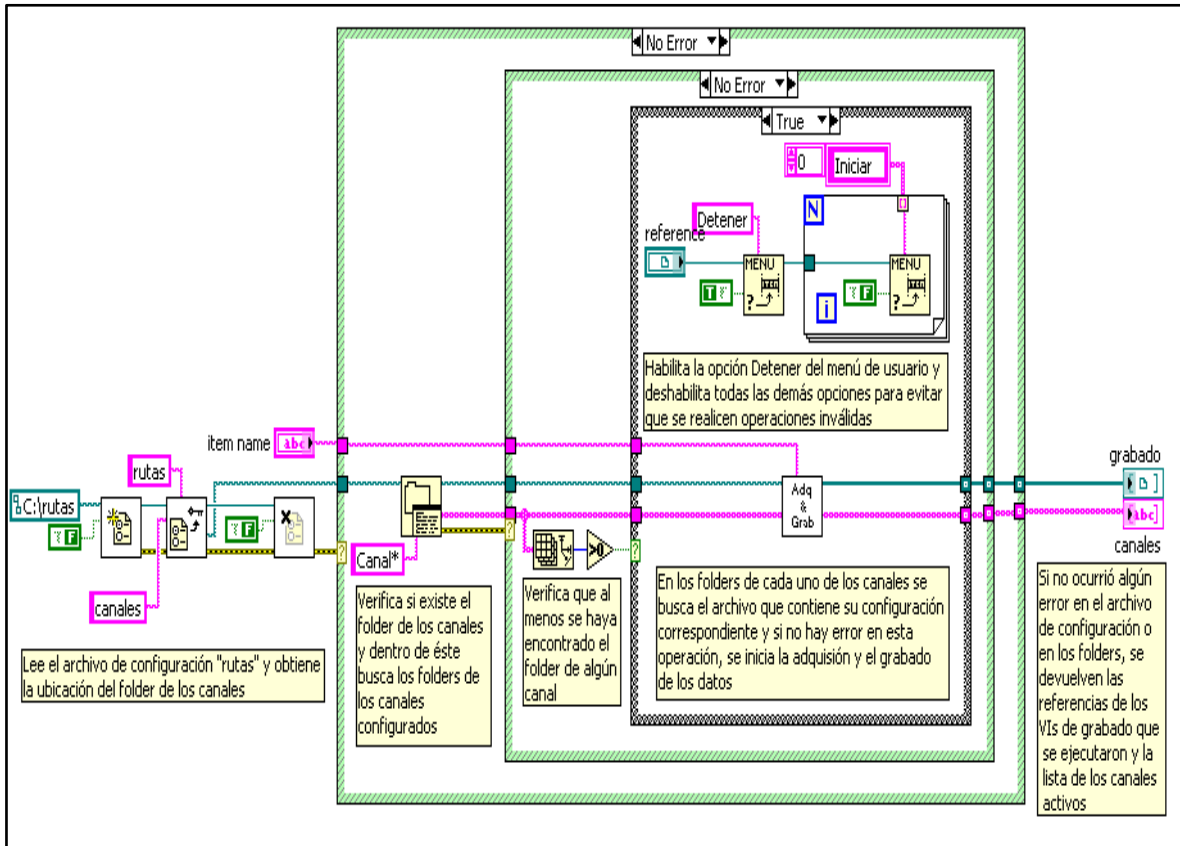 No Error
No Error
True
0
Iniciar
N
Detener
reference
MENU
MENU
T
F
i
Habilita la opción Detener del menú de usuario y
deshabilita todas las demás opciones para evitar
que se realicen operaciones inválidas
item name
abc
rutas
C:\rutas
F
F
canales
Canal*
>0
Adq
&
Grab
grabado
abc
canales
Lee el archivo de configuración "rutas" y obtiene
la ubicación del folder de los canales
Verifica si existe el
folder de los canales
y dentro de éste
busca los folders de
los canales
configurados
Verifica que al
menos se haya
encontrado el
folder de algún
canal
En los folders de cada uno de los canales se
busca el archivo que contiene su configuración
correspondiente y si no hay error en esta
operación, se inicia la adquisión y el grabado
de los datos
Si no ocurrió algún
error en el archivo
de configuración o
en los folders, se
devuelven las
referencias de los
VIs de grabado que
se ejecutaron y la
lista de los canales
activos